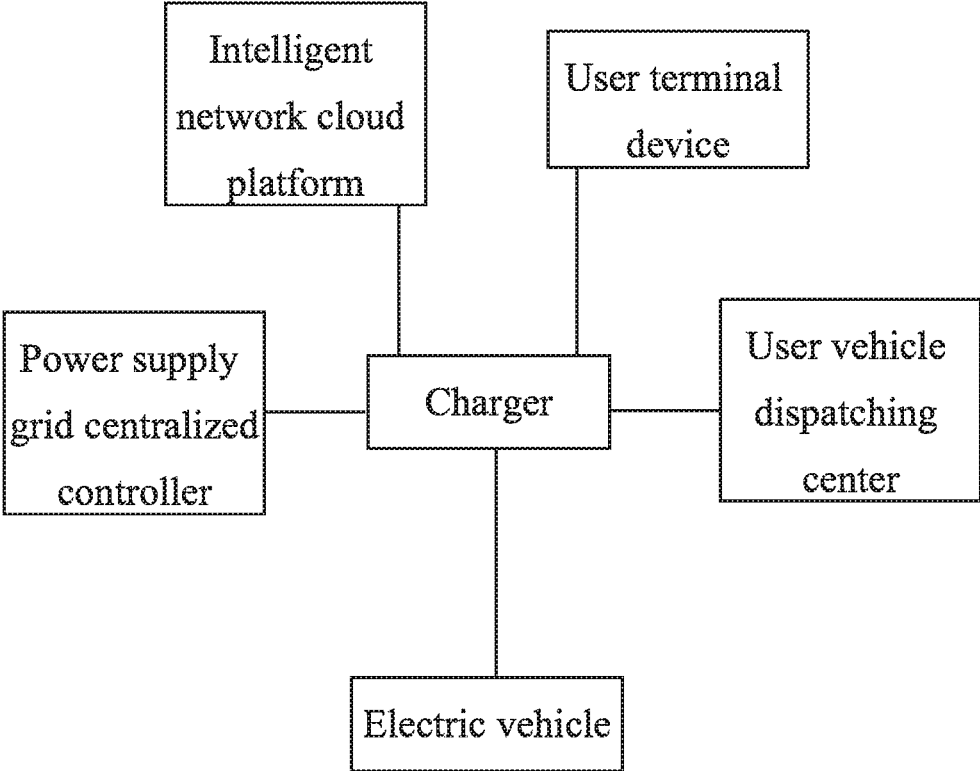 Intelligent
network cloud
platform
User terminal
device
Power supply
grid centralized
controller
Charger
User vehicle
dispatching
center
Electric vehicle